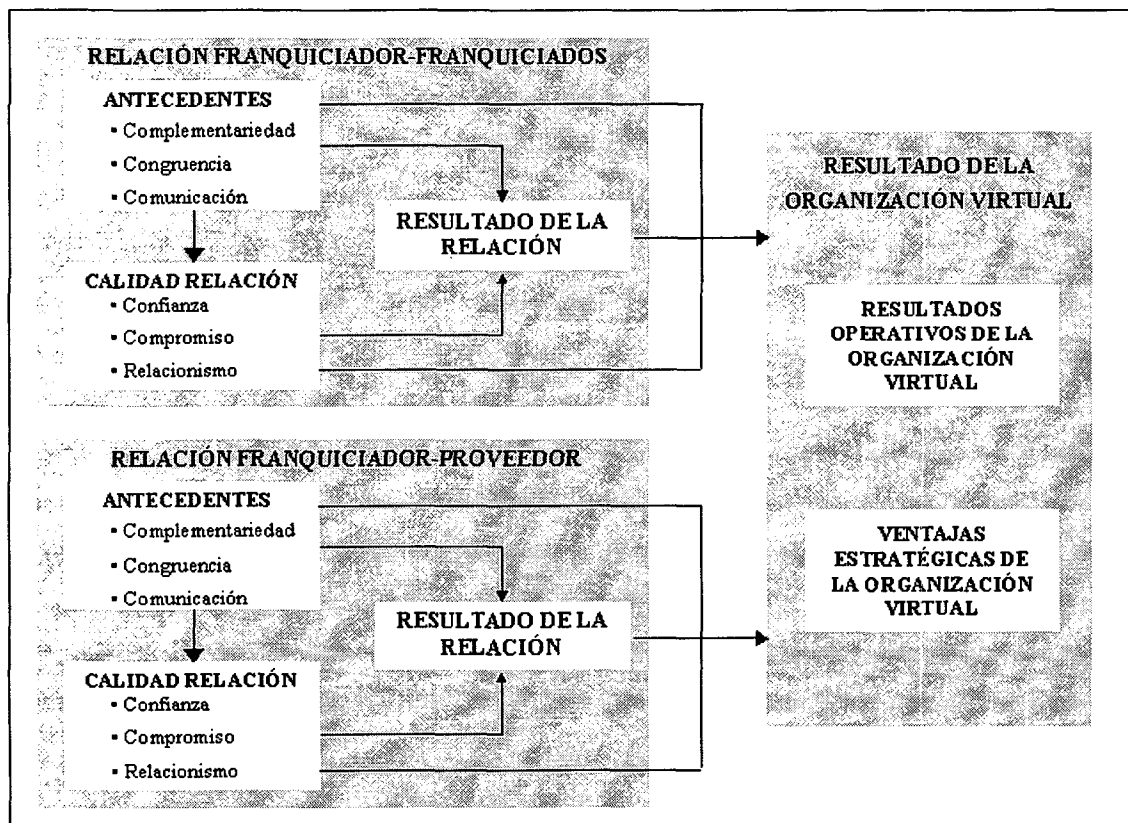 RELACIÓN FRANQUICIADOR-FRANQUICIADOS
ANTECEDENTES
▪ Complementariedad
▪ Congruencia
▪ Comunicación
CALIDAD RELACIÓN
▪ Confianza
▪ Compromiso
▪ Relacionismo
RESULTADO DE LA
RELACIÓN
RELACIÓN FRANQUICIADOR-PROVEEDOR
ANTECEDENTES
▪ Complementariedad
▪ Congruencia
▪ Comunicación
CALIDAD RELACIÓN
▪ Confianza
▪ Compromiso
▪ Relacionismo
RESULTADO DE LA
RELACIÓN
RESULTADO DE LA
ORGANIZACIÓN VIRTUAL
RESULTADOS
OPERATIVOS DE LA
ORGANIZACIÓN
VIRTUAL
VENTAJAS
ESTRATÉGICAS DE
LA ORGANIZACIÓN
VIRTUAL